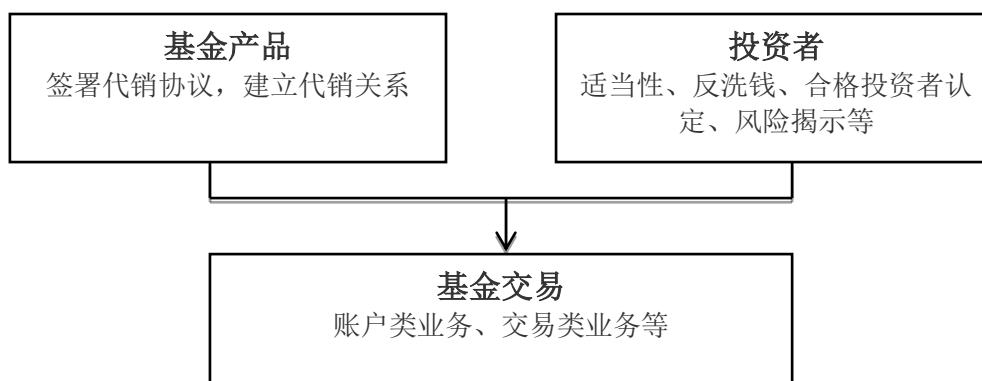 基金产品
签署代销协议，建立代销关系
投资者
适当性、反洗钱、合格投资者认
定、风险揭示等
基金交易
账户类业务、交易类业务等